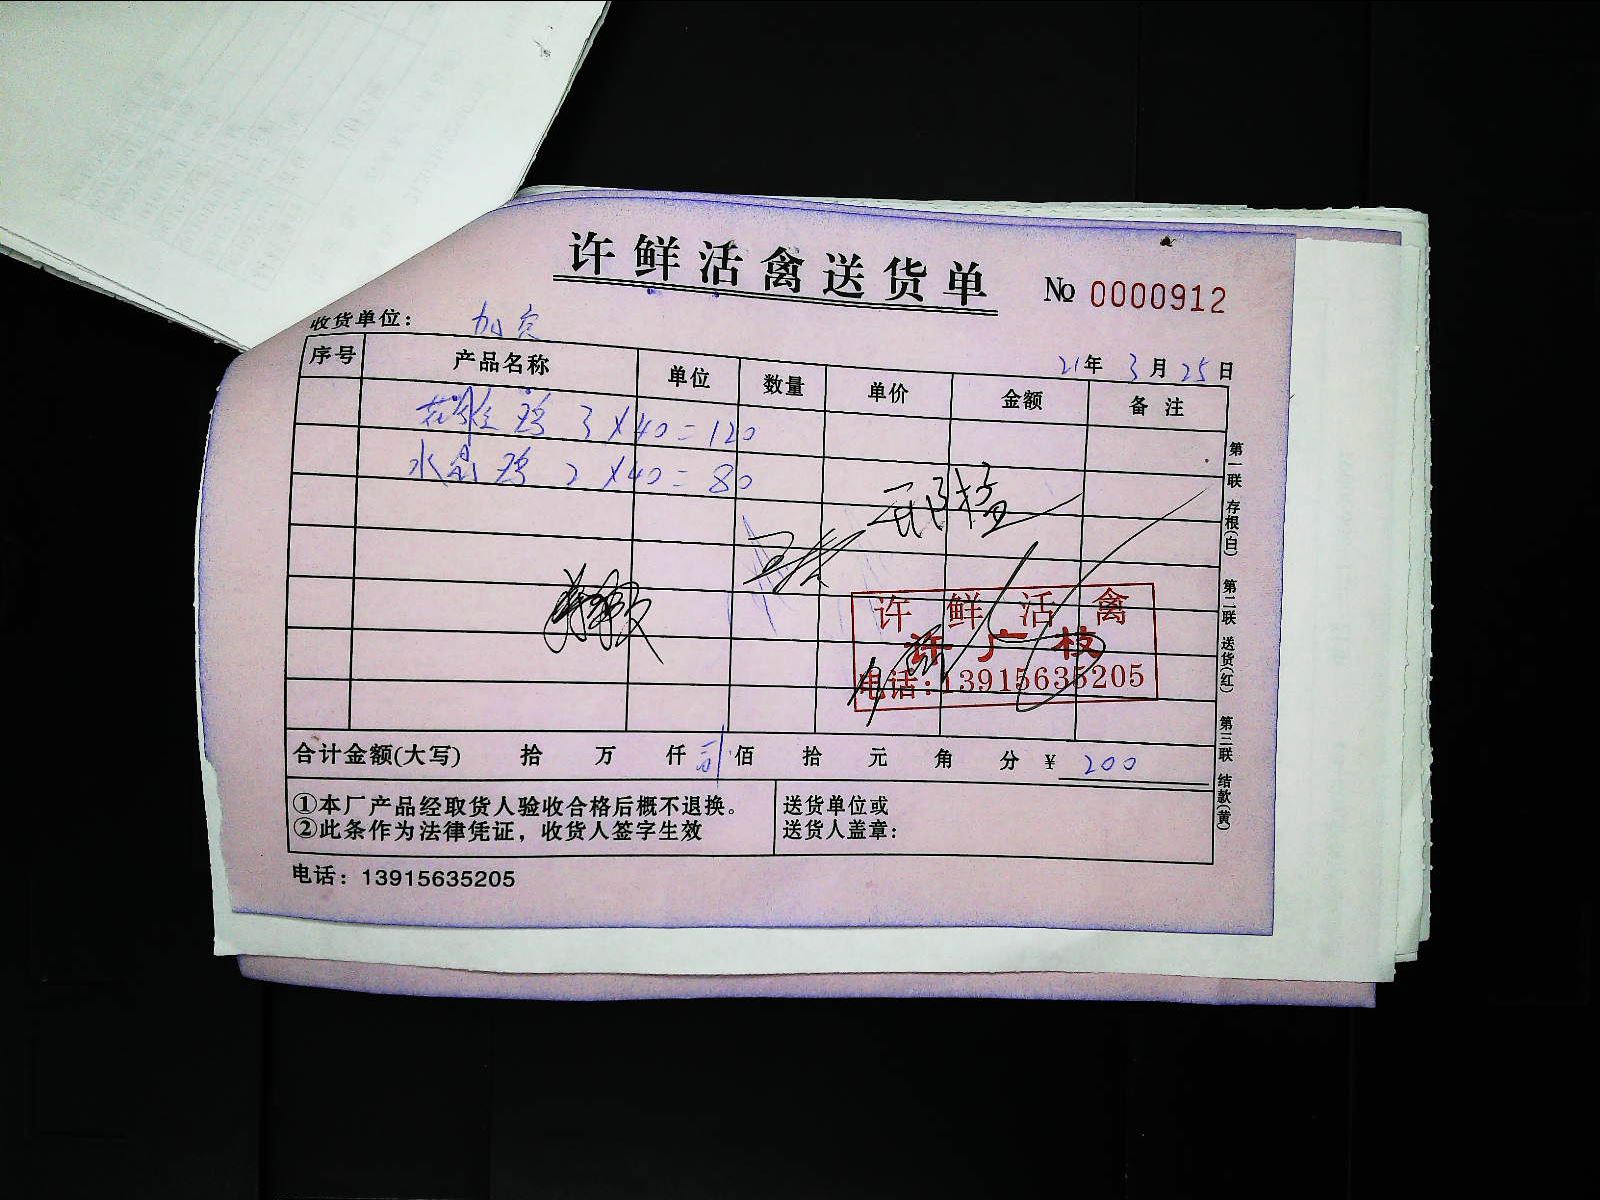 许鲜活禽送货单 № 0000912
收货单位: 加宾
21年 3月 25日
序号 产品名称 单位 数量 单价 金额 备注
花雕鸡 3×40=120
水晶鸡 2×40=80
许鲜活禽
许广枝
电话:13915635205
合计金额(大写) 拾 万 仟 贰佰 拾 元 角 分 ¥ 200
①本厂产品经取货人验收合格后概不退换。
②此条作为法律凭证，收货人签字生效
送货单位或
送货人盖章:
电话: 13915635205
第一联 存根(白) 第二联 送货(红) 第三联 结款(黄)